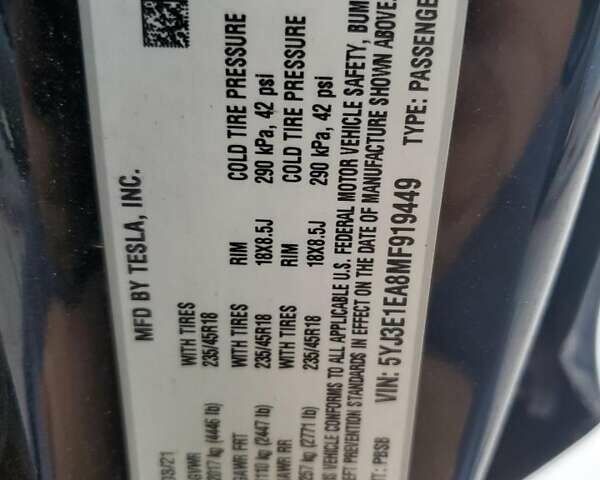 MFD BY TESLA, INC.
GVWR WITH TIRES RIM COLD TIRE PRESSURE
2017 kg (4446 lb) 235/45R18 18X8.5J 290 kPa, 42 psi
GAWR FRT WITH TIRES RIM COLD TIRE PRESSURE
1110 kg (2447 lb) 235/45R18 18X8.5J 290 kPa, 42 psi
GAWR RR
1257 kg (2771 lb) 235/45R18
VEHICLE CONFORMS TO ALL APPLICABLE U.S. FEDERAL MOTOR VEHICLE SAFETY,
THEFT PREVENTION STANDARDS IN EFFECT ON THE DATE OF MANUFACTURE SHOWN ABOVE.
PBSB VIN: 5YJ3E1EA8MF919449 TYPE: PASSENGE